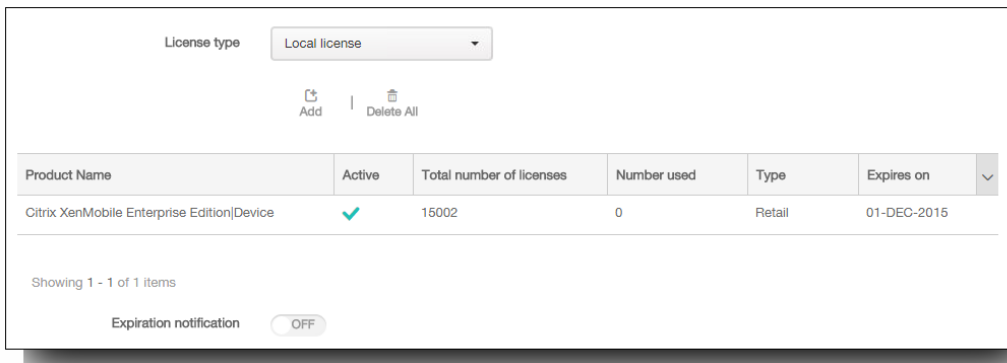 License type Local license
Add | Delete All
Product Name Active Total number of licenses Number used Type Expires on
Citrix XenMobile Enterprise Edition|Device 15002 0 Retail 01-DEC-2015
Showing 1 - 1 of 1 items
Expiration notification OFF